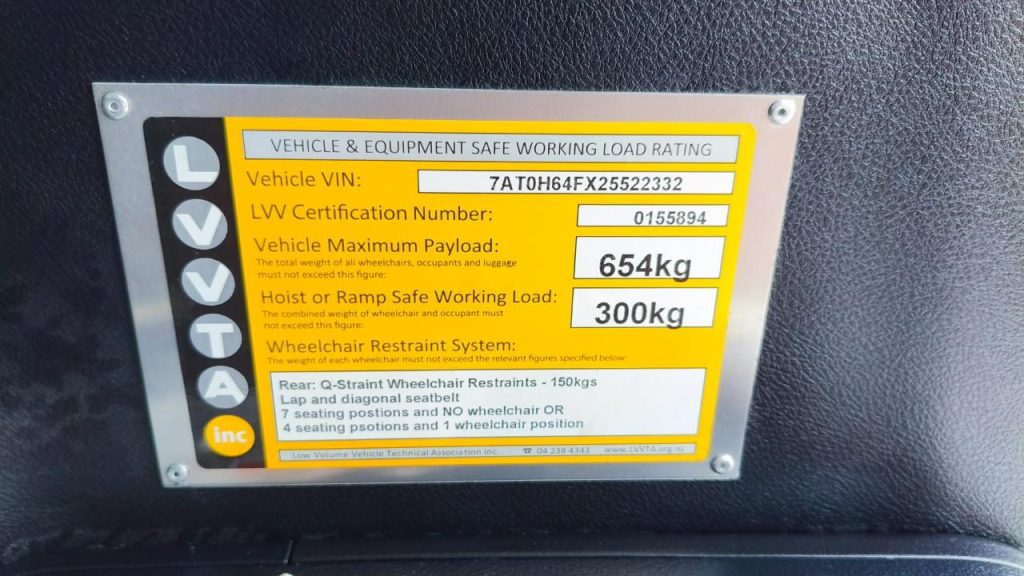 LVVTA
inc
VEHICLE & EQUIPMENT SAFE WORKING LOAD RATING
Vehicle VIN: 7AT0H64FX25522332
LVV Certification Number: 0155894
Vehicle Maximum Payload: 654kg
The total weight of all wheelchairs, occupants and luggage
must not exceed this figure:
Hoist or Ramp Safe Working Load: 300kg
The combined weight of wheelchair and occupant must
not exceed this figure:
Wheelchair Restraint System:
The weight of each wheelchair must not exceed the relevant figures specified below:
Rear: Q-Straint Wheelchair Restraints - 150kgs
Lap and diagonal seatbelt
7 seating postions and NO wheelchair OR
4 seating psotions and 1 wheelchair position
Low Volume Vehicle Technical Association inc. ☎ 04 238 4343 www.LVVTA.org.nz